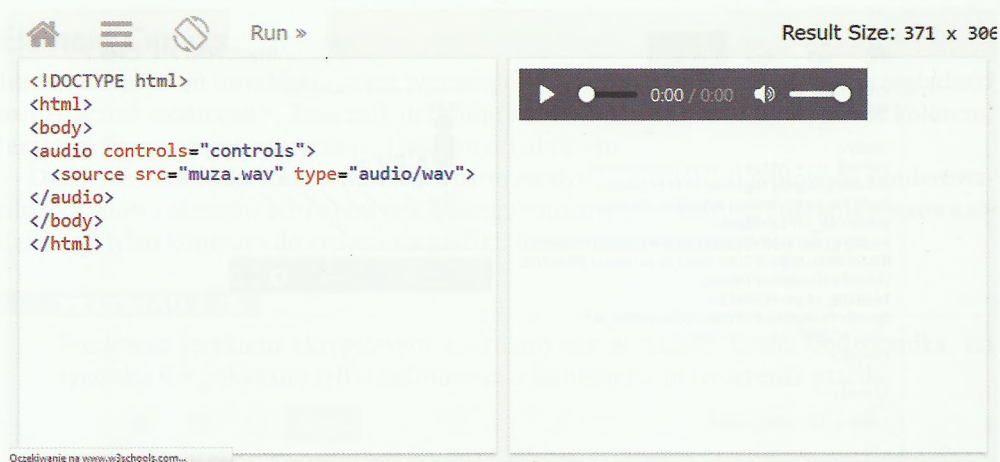 Run »
Result Size: 371 x 306
<!DOCTYPE html>
<html>
<body>
<audio controls="controls">
  <source src="muza.wav" type="audio/wav">
</audio>
</body>
</html>
0:00 / 0:00
Oczekiwanie na www.w3schools.com...